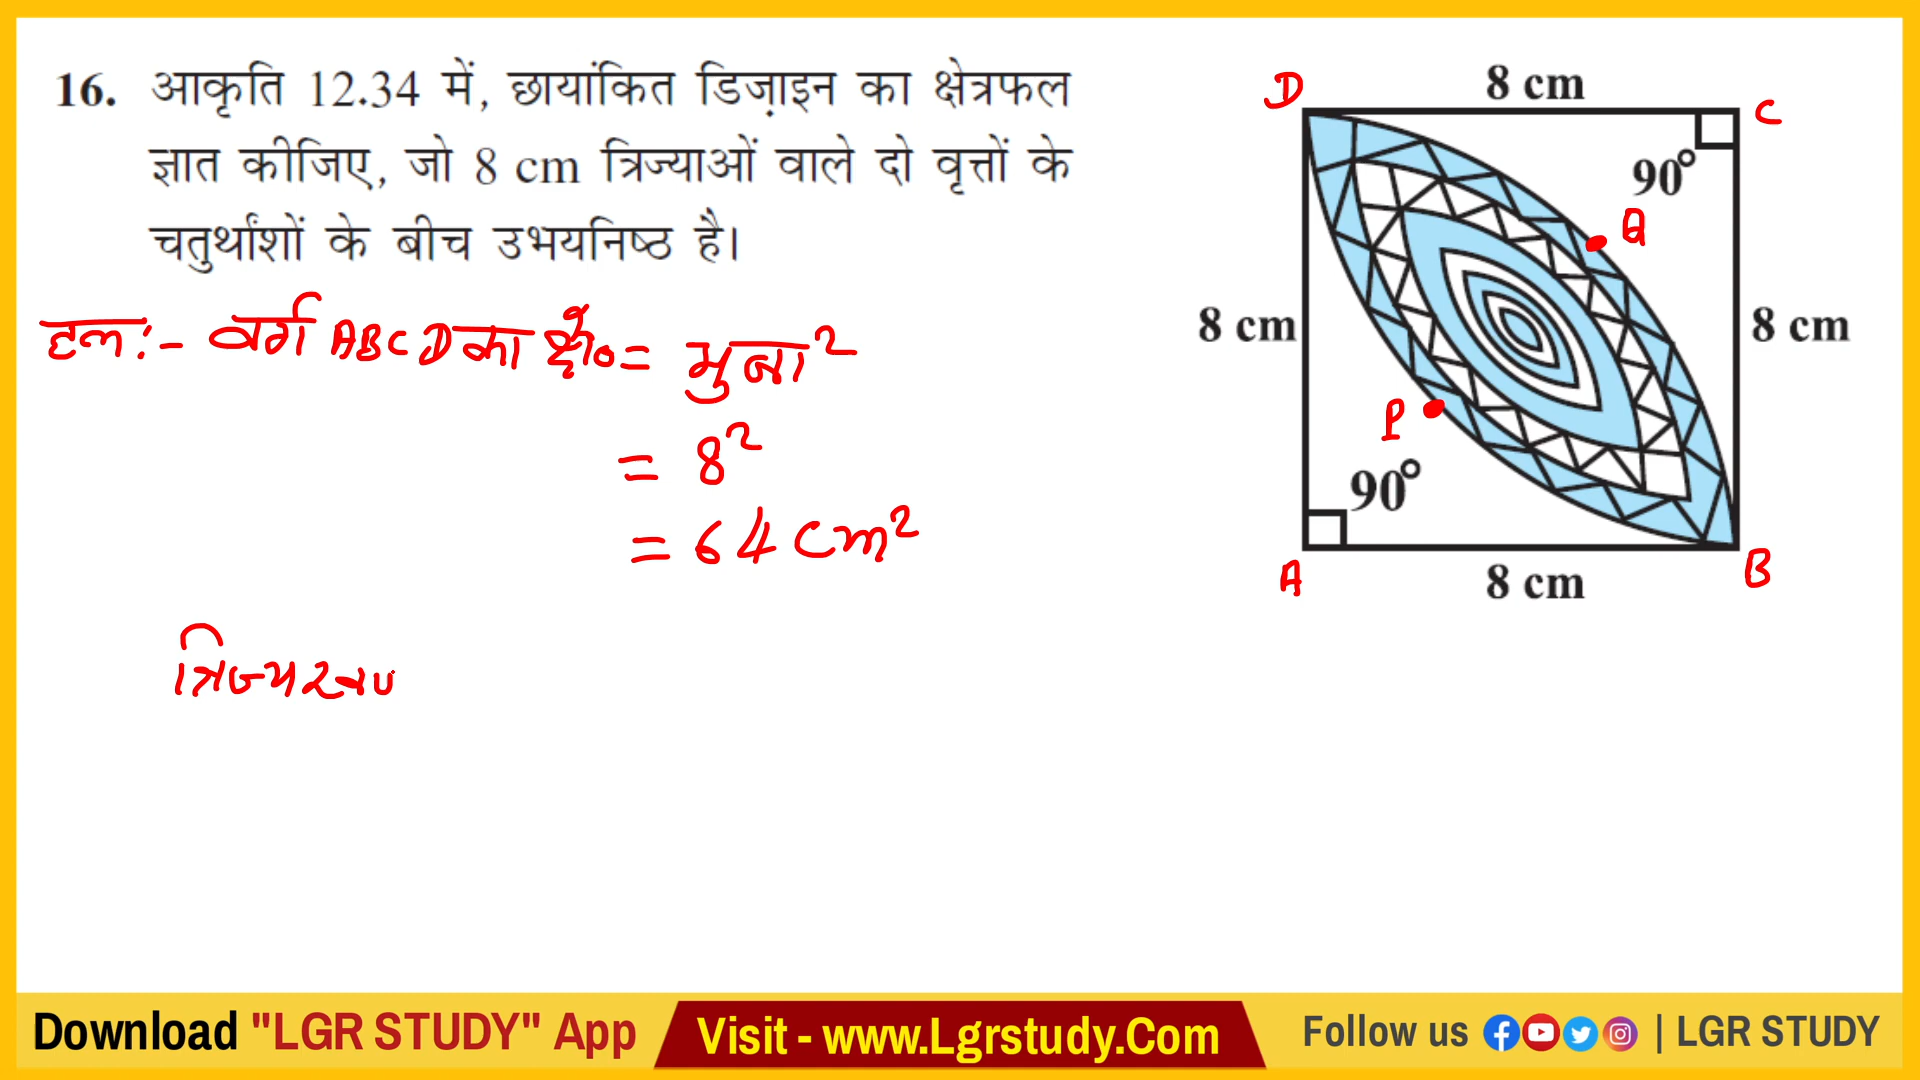 16. आकृति 12.34 में, छायांकित डिज़ाइन का क्षेत्रफल
ज्ञात कीजिए, जो 8 cm त्रिज्याओं वाले दो वृत्तों के
चतुर्थांशों के बीच उभयनिष्ठ है।
हल:- वर्ग ABCD का क्षे० = भुजा²
= 8²
= 64 cm²
त्रिज्यखण
D 8 cm C
90°
Q
8 cm 8 cm
P
90°
A 8 cm B
Download "LGR STUDY" App
Visit - www.Lgrstudy.Com
Follow us | LGR STUDY